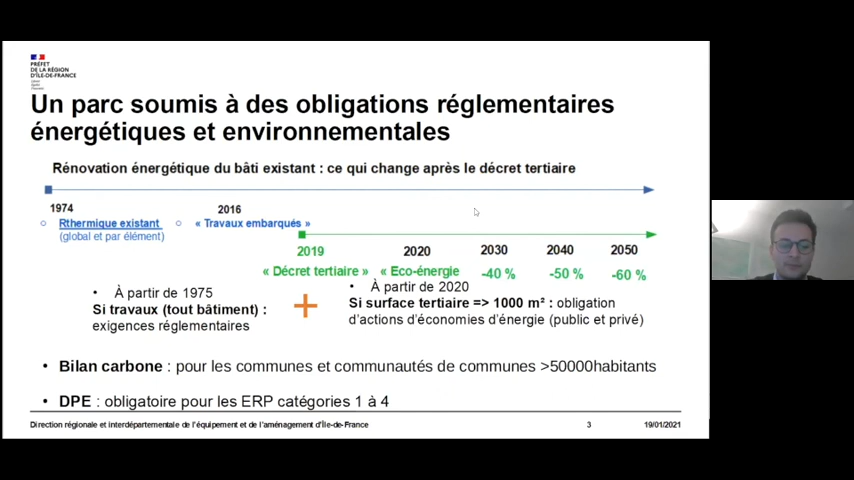 PRÉFET
DE LA RÉGION
D'ÎLE-DE-FRANCE
Un parc soumis à des obligations réglementaires
énergétiques et environnementales
Rénovation énergétique du bâti existant : ce qui change après le décret tertiaire
1974
2016
Rthermique existant
« Travaux embarqués »
(global et par élément)
2019
2020
2030
2040
2050
« Décret tertiaire »
« Eco-énergie
-40 %
-50 %
-60 %
• À partir de 1975
Si travaux (tout bâtiment) :
exigences réglementaires
+
• À partir de 2020
Si surface tertiaire => 1000 m² : obligation
d'actions d'économies d'énergie (public et privé)
• Bilan carbone : pour les communes et communautés de communes >50000habitants
• DPE : obligatoire pour les ERP catégories 1 à 4
Direction régionale et interdépartementale de l'équipement et de l'aménagement d'Île-de-France
3
19/01/2021